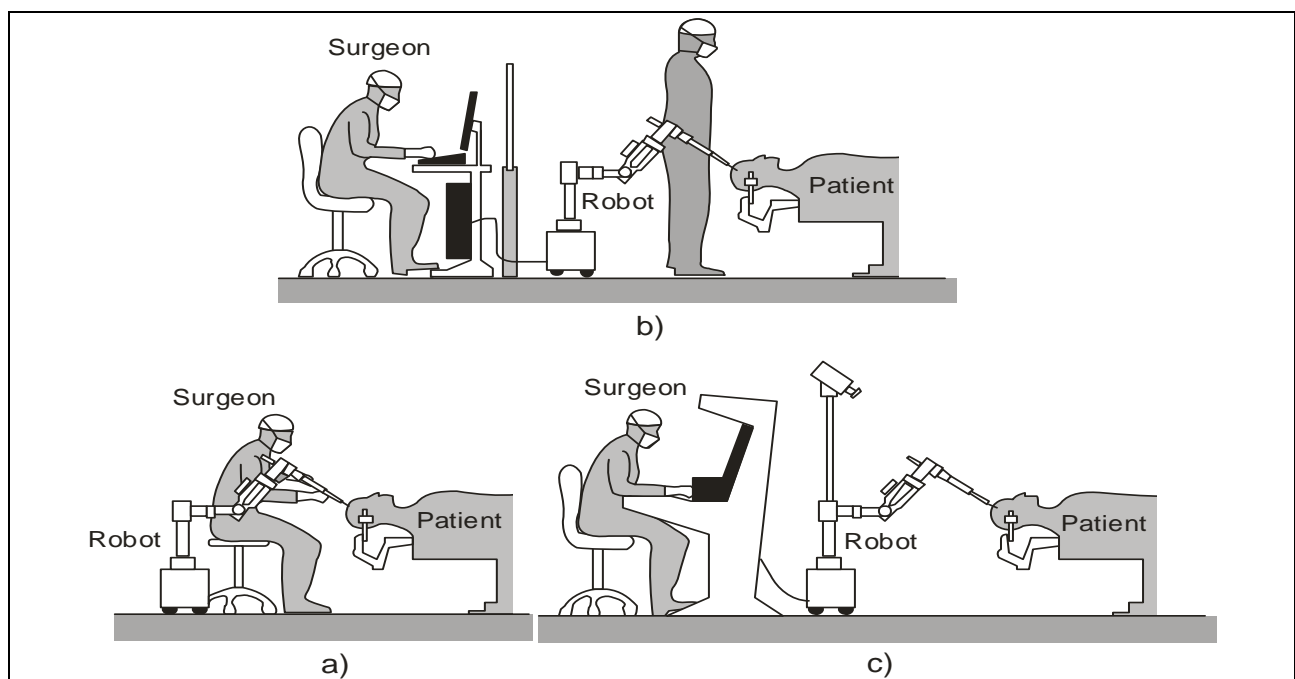 Surgeon
Robot
Patient
b)
Surgeon
Robot
Patient
a)
Surgeon
Robot
Patient
c)